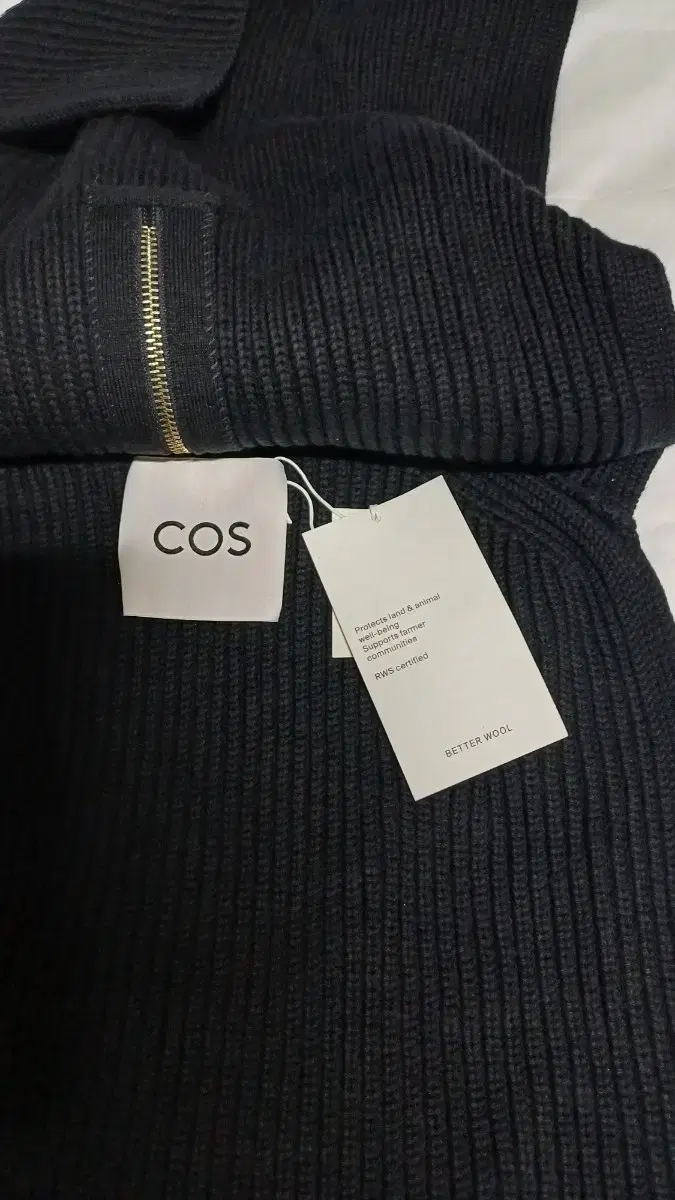 COS
Protects land & animal
well-being
Supports farmer
communities
RWS certified
BETTER WOOL